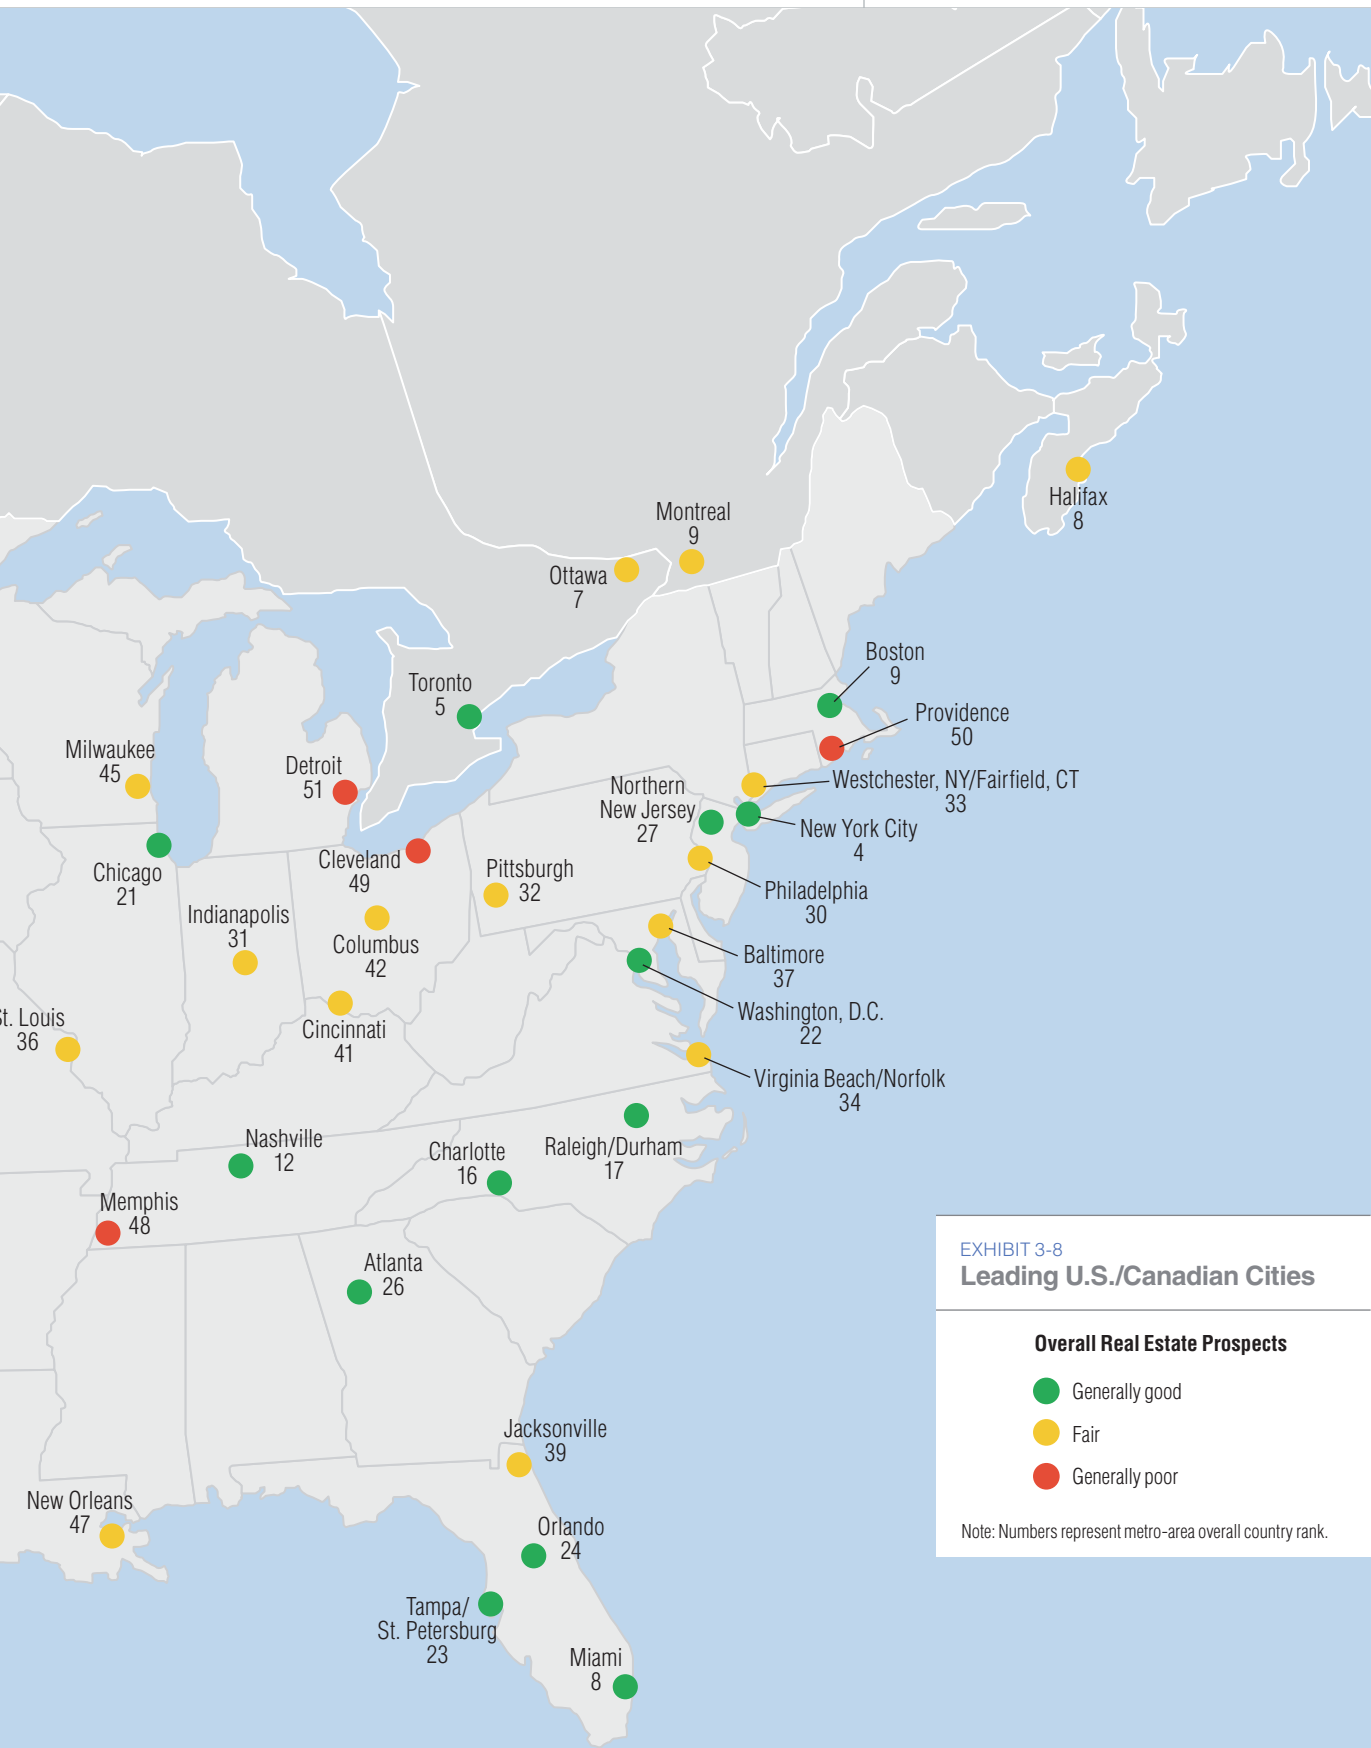 Montreal
9
Halifax
8
Ottawa
7
Boston
9
Toronto
5
Providence
50
Milwaukee
45
Detroit
51
Westchester, NY/Fairfield, CT
33
Northern
New Jersey
27
New York City
4
Chicago
21
Cleveland
49
Pittsburgh
32
Philadelphia
30
Indianapolis
31
Columbus
42
Baltimore
37
Washington, D.C.
22
St. Louis
36
Cincinnati
41
Virginia Beach/Norfolk
34
Nashville
12
Charlotte
16
Raleigh/Durham
17
Memphis
48
Atlanta
26
EXHIBIT 3-8
Leading U.S./Canadian Cities
Overall Real Estate Prospects
Generally good
Fair
Generally poor
Note: Numbers represent metro-area overall country rank.
Jacksonville
39
New Orleans
47
Orlando
24
Tampa/
St. Petersburg
23
Miami
8